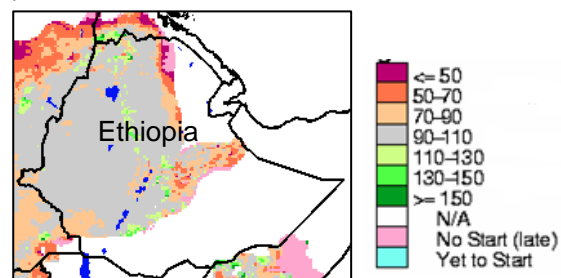 Ethiopia
<= 50
50-70
70-90
90-110
110-130
130-150
>= 150
N/A
No Start (late)
Yet to Start